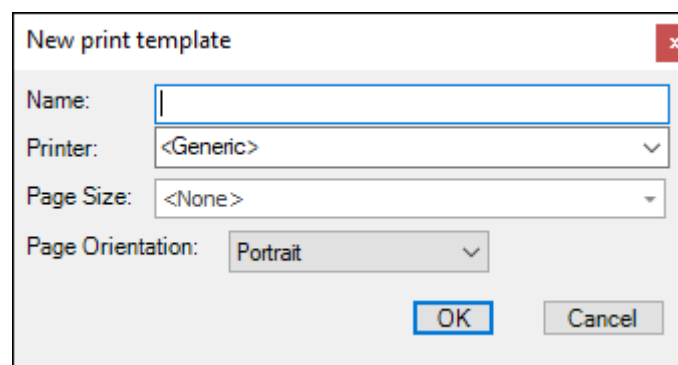 New print template
Name:
Printer: <Generic>
Page Size: <None>
Page Orientation: Portrait
OK Cancel